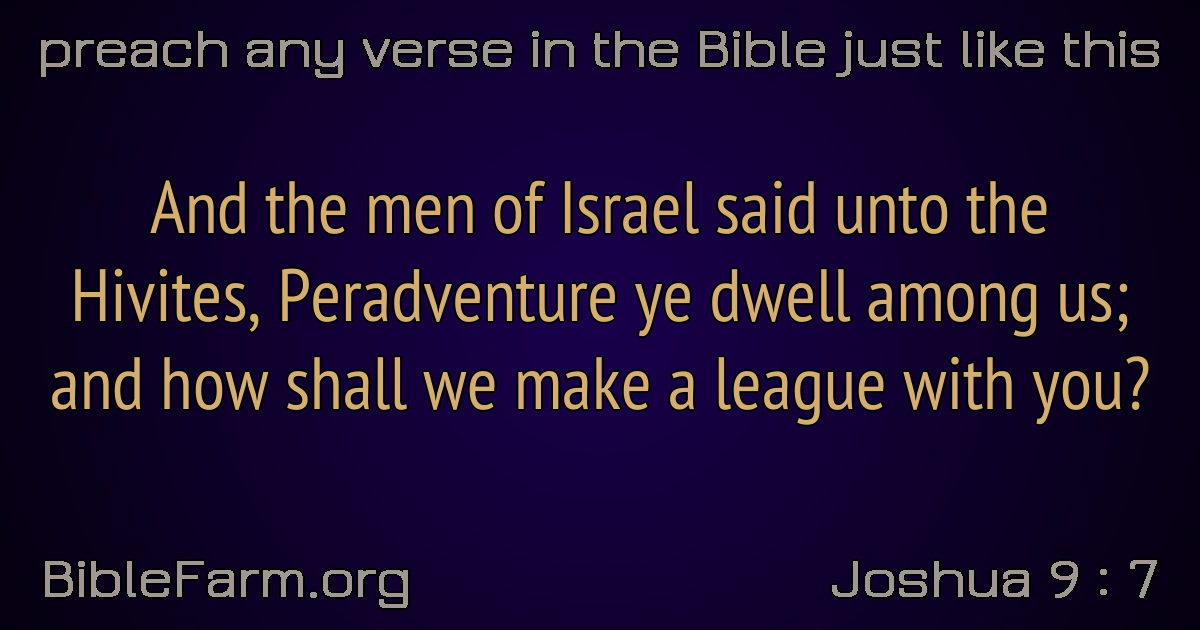 preach any verse in the Bible just like this
And the men of Israel said unto the
Hivites, Peradventure ye dwell among us;
and how shall we make a league with you?
BibleFarm.org
Joshua 9 : 7